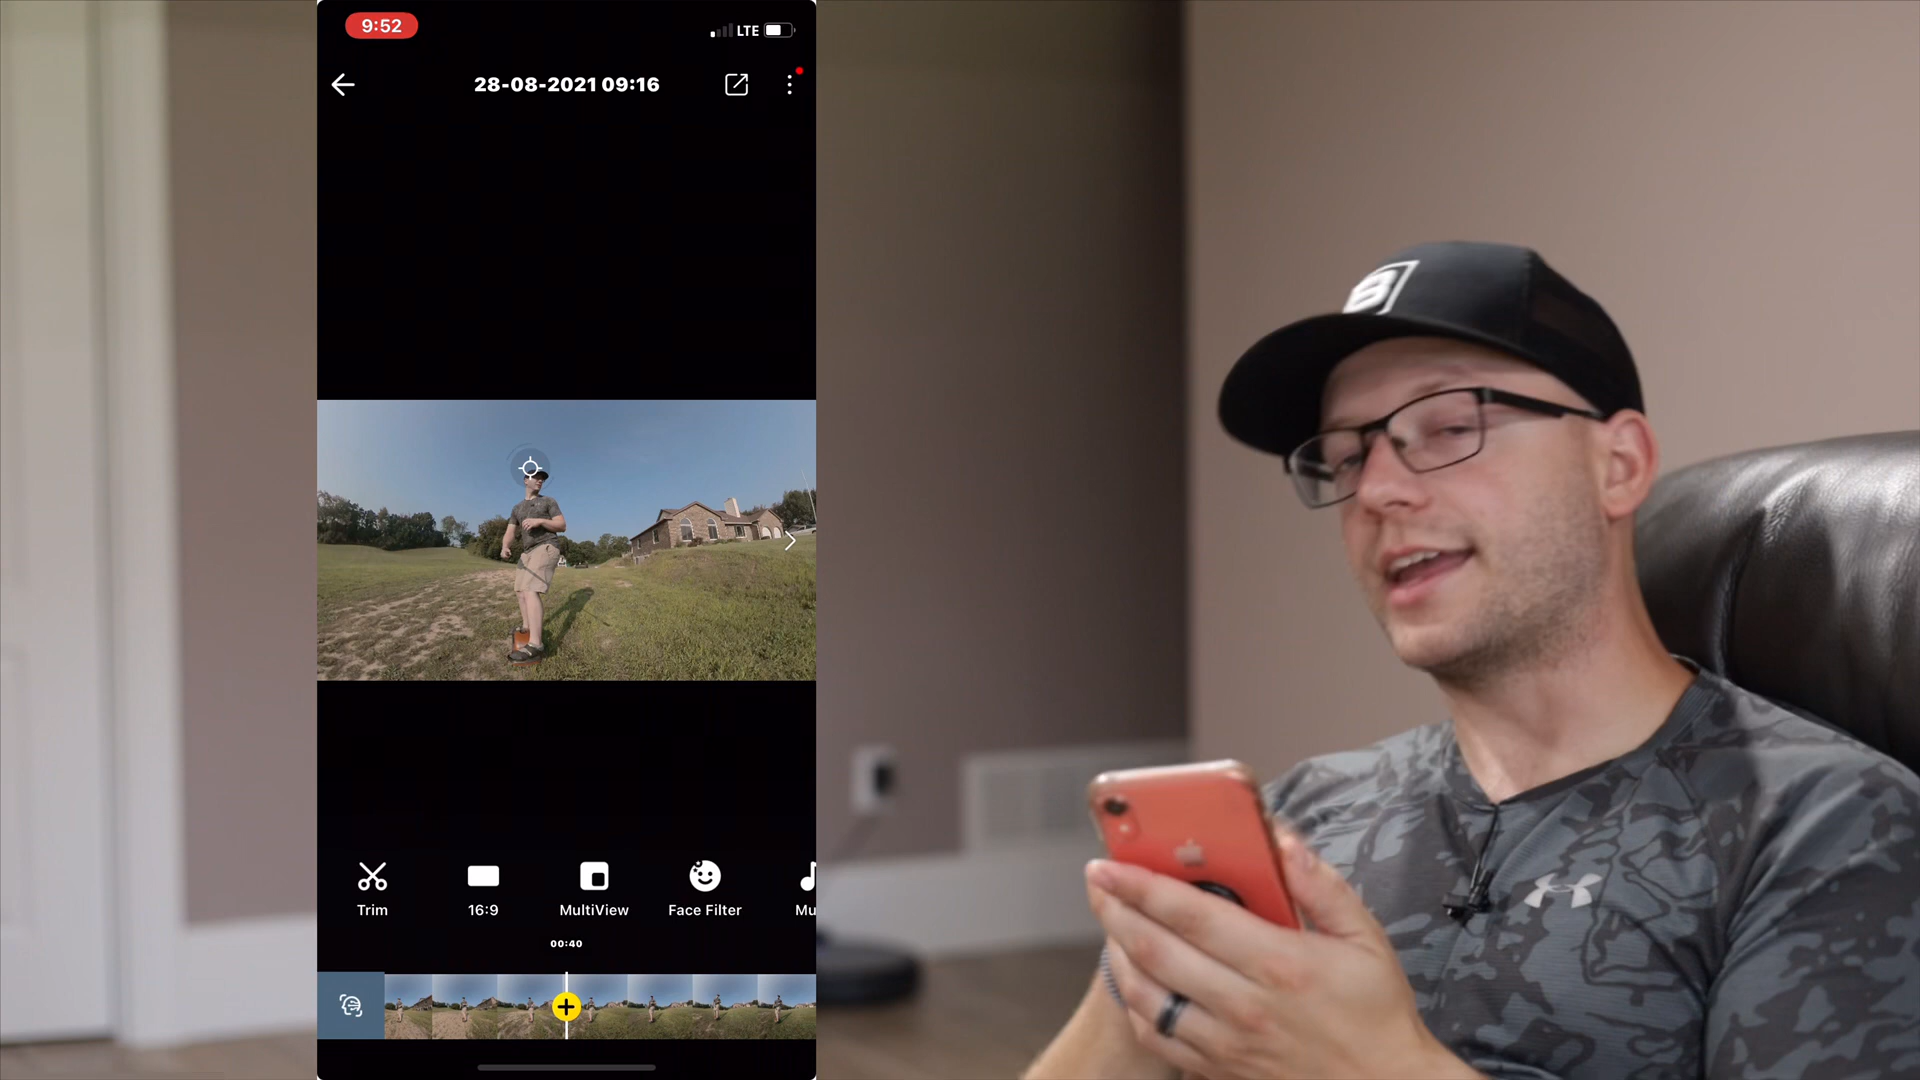 9:52
LTE
28-08-2021 09:16
B
Trim
16:9
MultiView
Face Filter
Mu
00:40